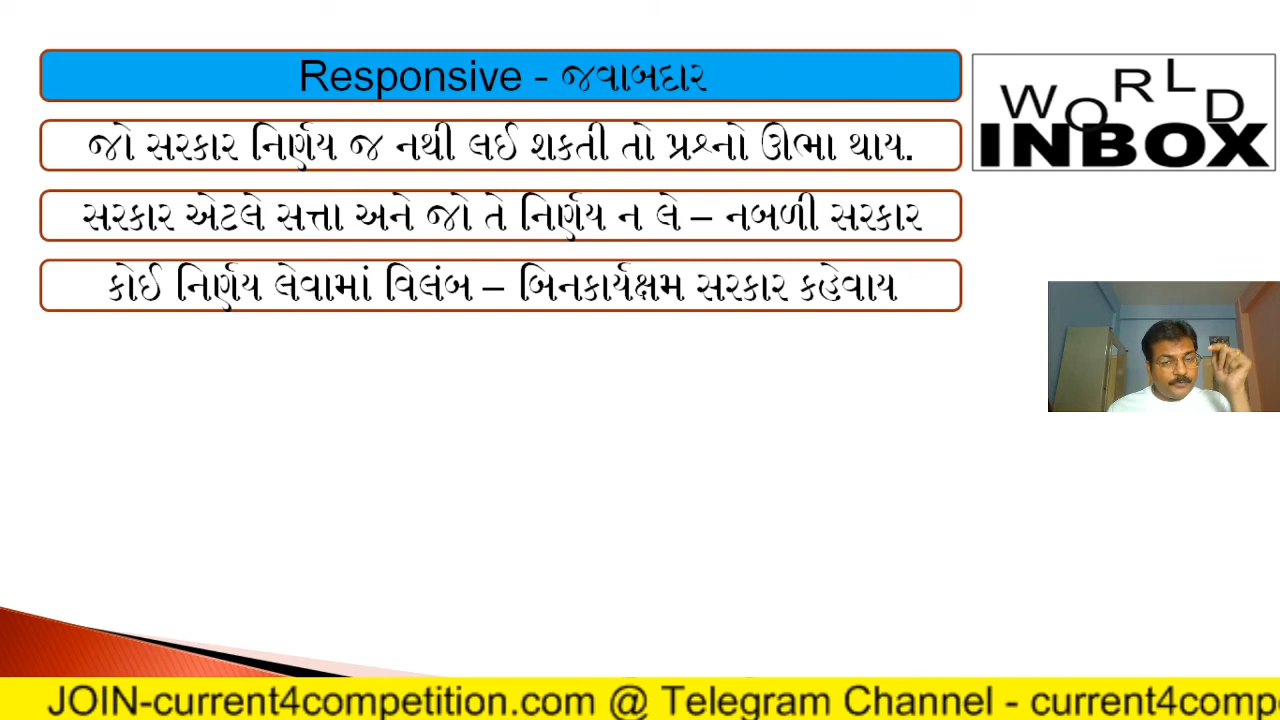 Responsive - જવાબદાર
જો સરકાર નિર્ણય જ નથી લઈ શકતી તો પ્રશ્નો ઊભા થાય.
સરકાર એટલે સત્તા અને જો તે નિર્ણય ન લે – નબળી સરકાર
કોઈ નિર્ણય લેવામાં વિલંબ – બિનકાર્યક્ષમ સરકાર કહેવાય
WORLD
INBOX
JOIN-current4competition.com @ Telegram Channel - current4comp